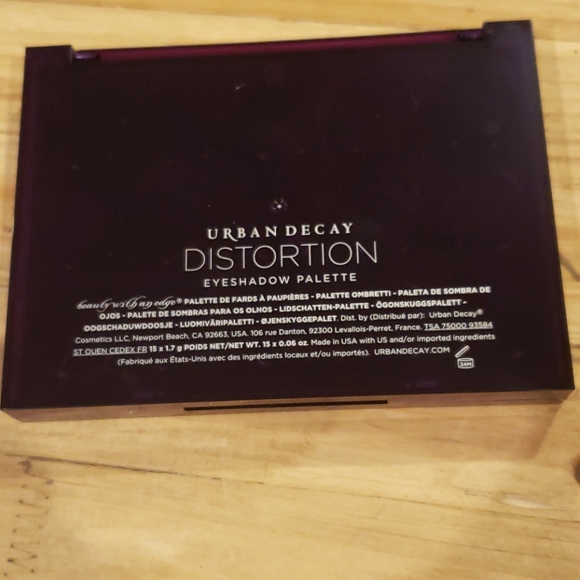 URBAN DECAY
DISTORTION
EYESHADOW PALETTE
beauty with an edge® PALETTE DE FARDS À PAUPIÈRES - PALETTE OMBRETTI - PALETA DE SOMBRA DE
OJOS - PALETE DE SOMBRAS PARA OS OLHOS - LIDSCHATTEN-PALETTE - ÖGONSKUGGSPALETT -
OOGSCHADUWDOOSJE - LUOMIVÄRIPALETTI - ØJENSKYGGEPALET. Dist. by (Distribué par): Urban Decay®
Cosmetics LLC, Newport Beach, CA 92663, USA. 106 rue Danton, 92300 Levallois-Perret, France. TSA 75000 93584
ST OUEN CEDEX FR 15 x 1.7 g POIDS NET/NET WT. 15 x 0.06 oz. Made in USA with US and/or imported ingredients
(Fabriqué aux États-Unis avec des ingrédients locaux et/ou importés). URBANDECAY.COM
24M